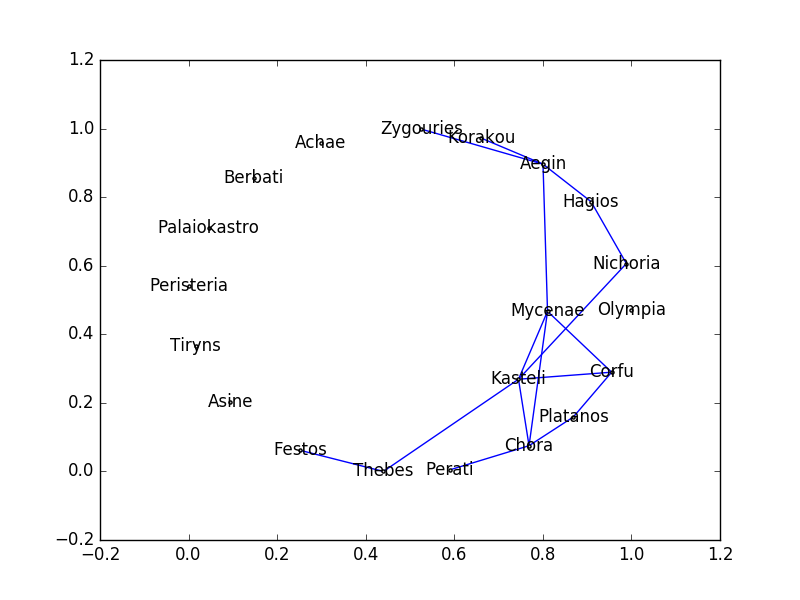 1.2
1.0
0.8
0.6
0.4
0.2
0.0
−0.2
−0.2
0.0
0.2
0.4
0.6
0.8
1.0
1.2
Zygouries
Korakou
Achae
Aegin
Berbati
Hagios
Palaiokastro
Nichoria
Peristeria
Mycenae
Olympia
Tiryns
Kasteli
Corfu
Asine
Platanos
Festos
Chora
Thebes
Perati